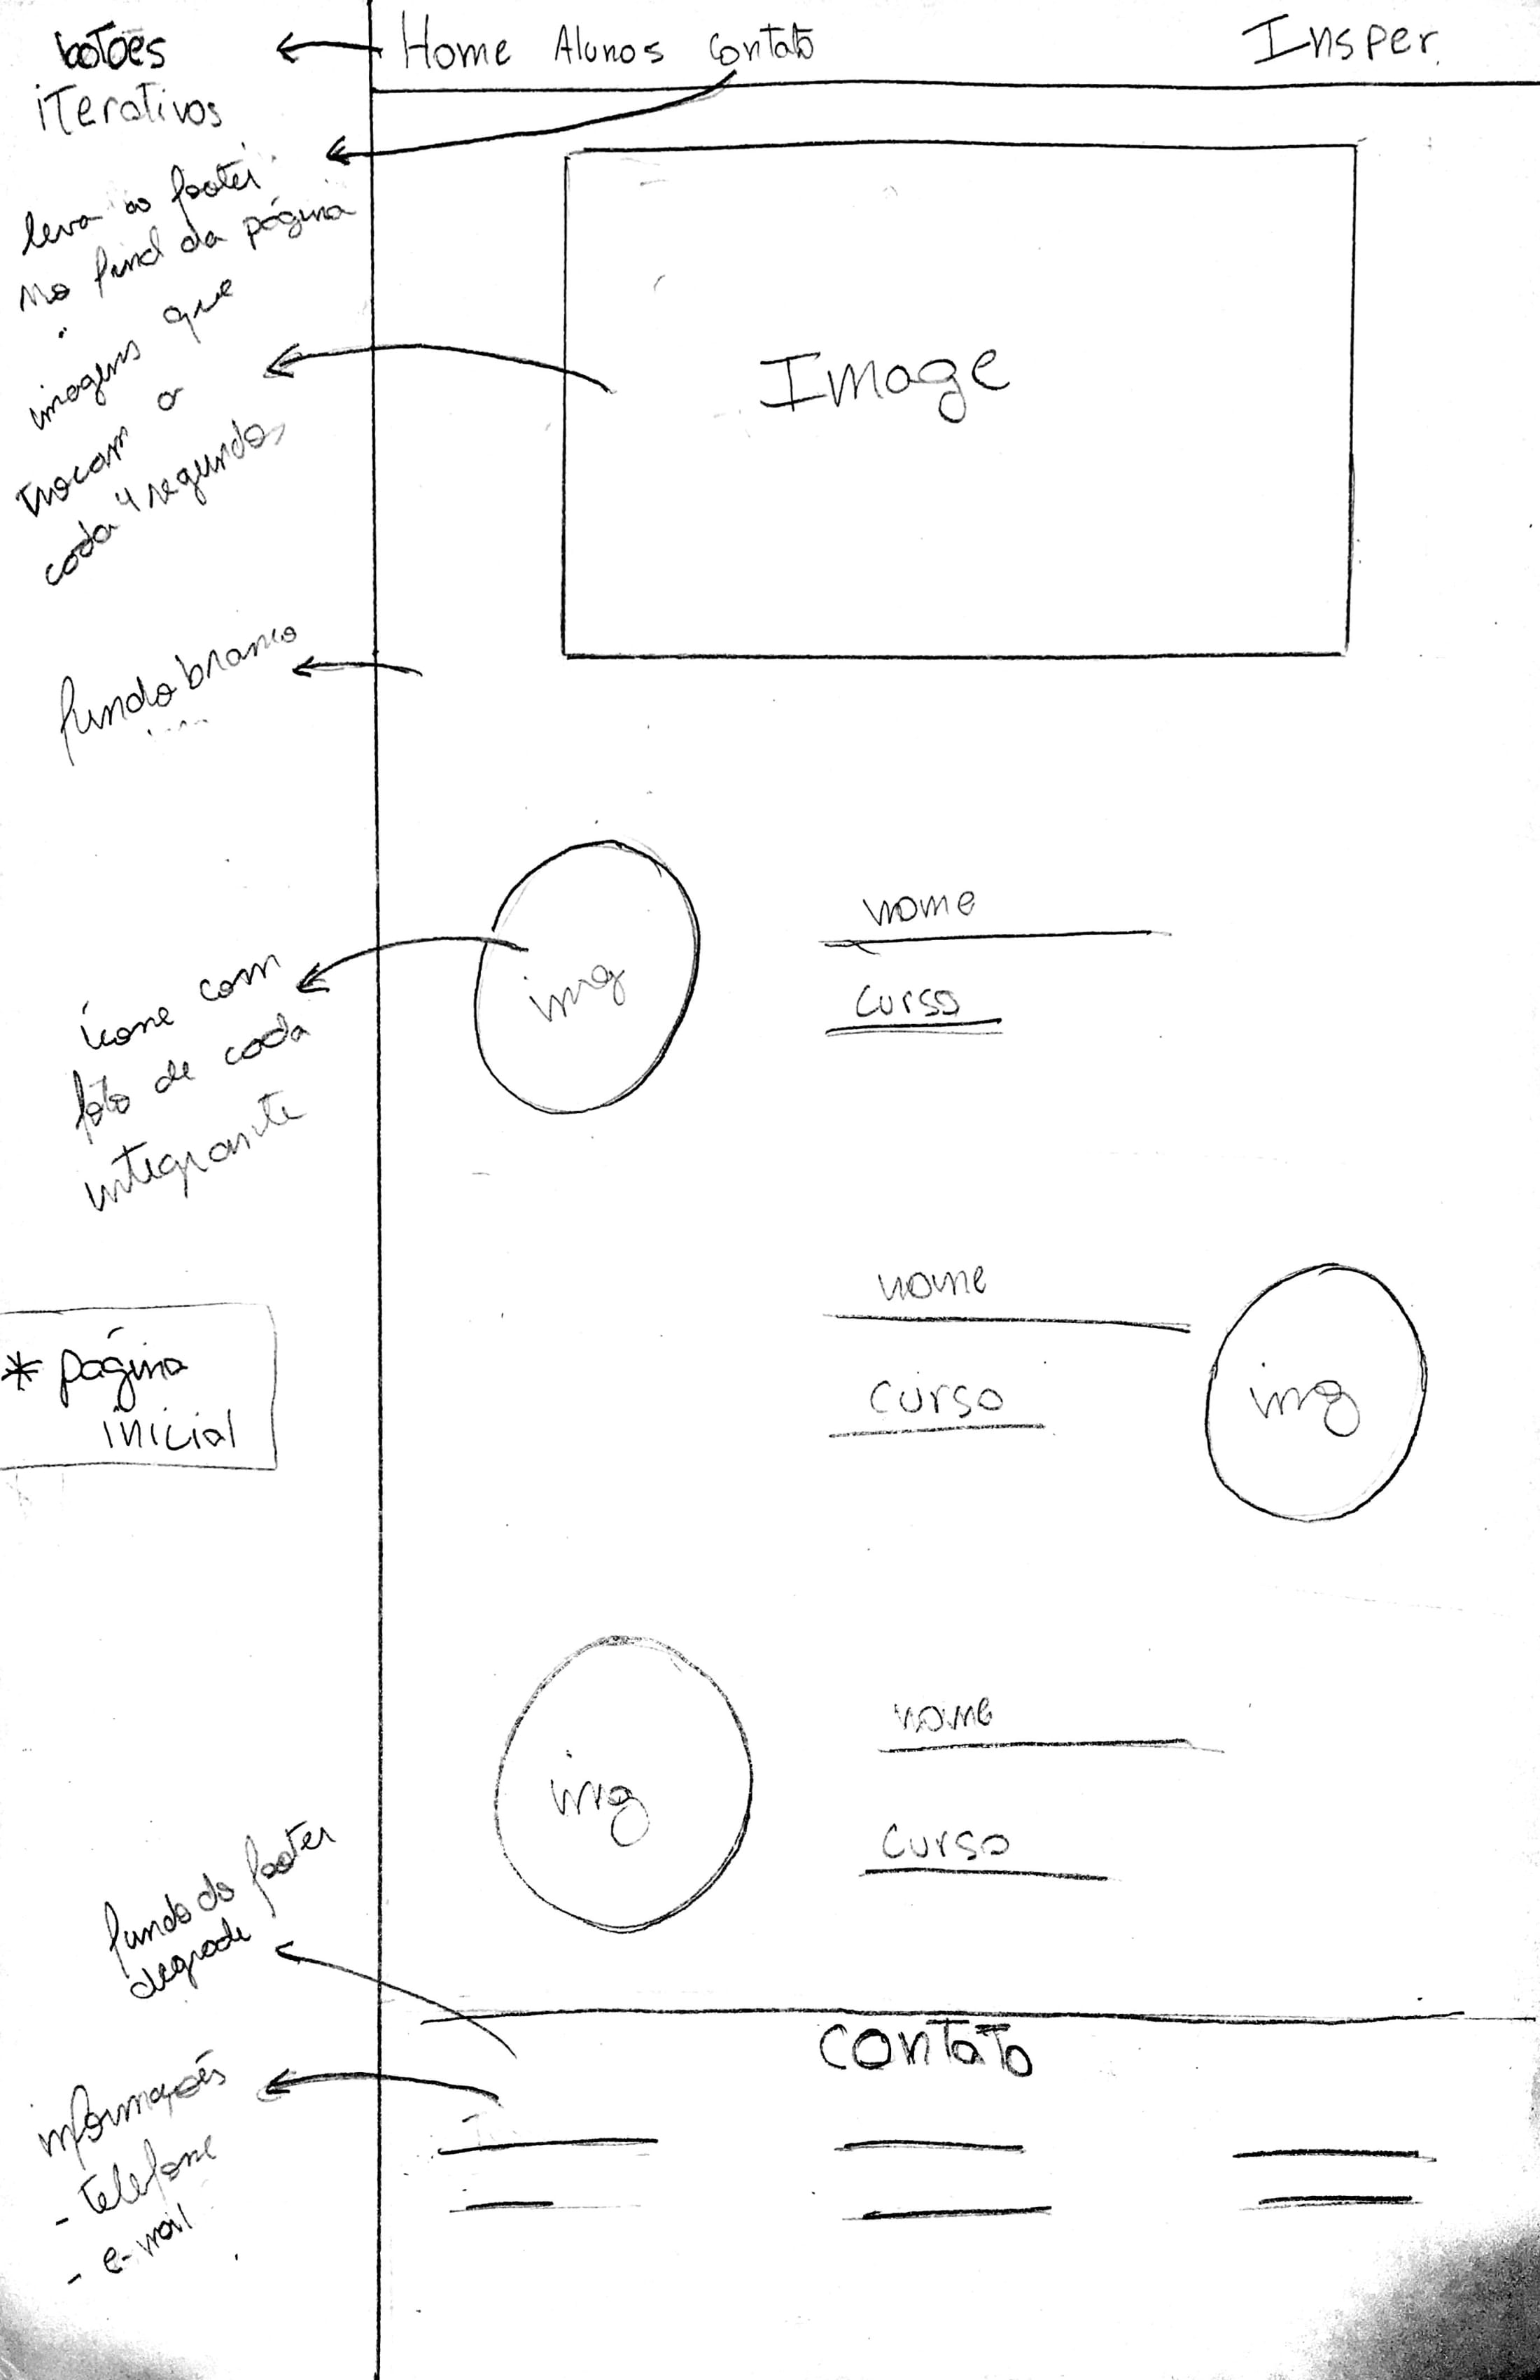 botões
iterativos
Home Alunos Contato
Insper
leva ao footer
no final da página
imagens que
trocam a
cada 4 segundos
Image
fundo branco
ícone com
foto de cada
integrante
img
nome
curso
nome
curso
img
* página
inicial
img
nome
curso
fundo do footer
degrade
Contato
informações
- telefone
- e-mail